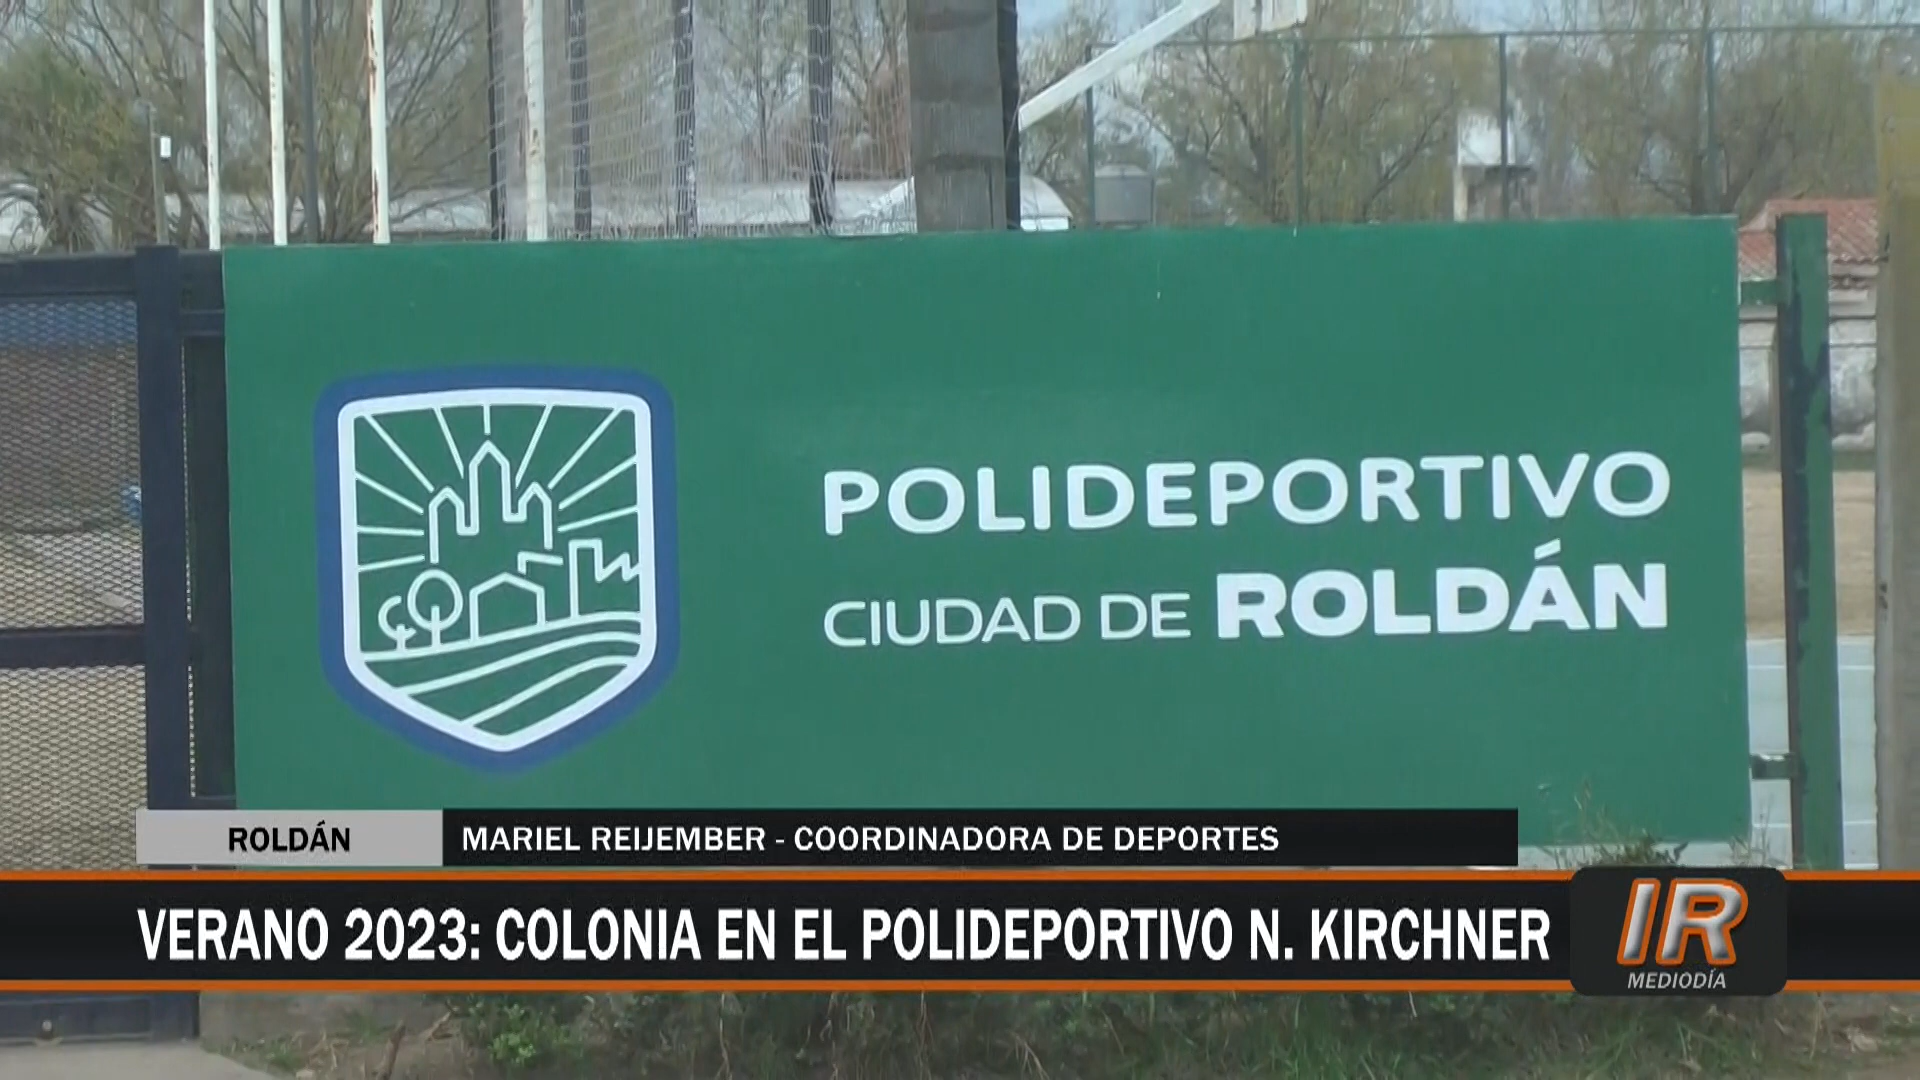 POLIDEPORTIVO
CIUDAD DE ROLDÁN
ROLDÁN
MARIEL REIJEMBER - COORDINADORA DE DEPORTES
VERANO 2023: COLONIA EN EL POLIDEPORTIVO N. KIRCHNER
IR
MEDIODÍA